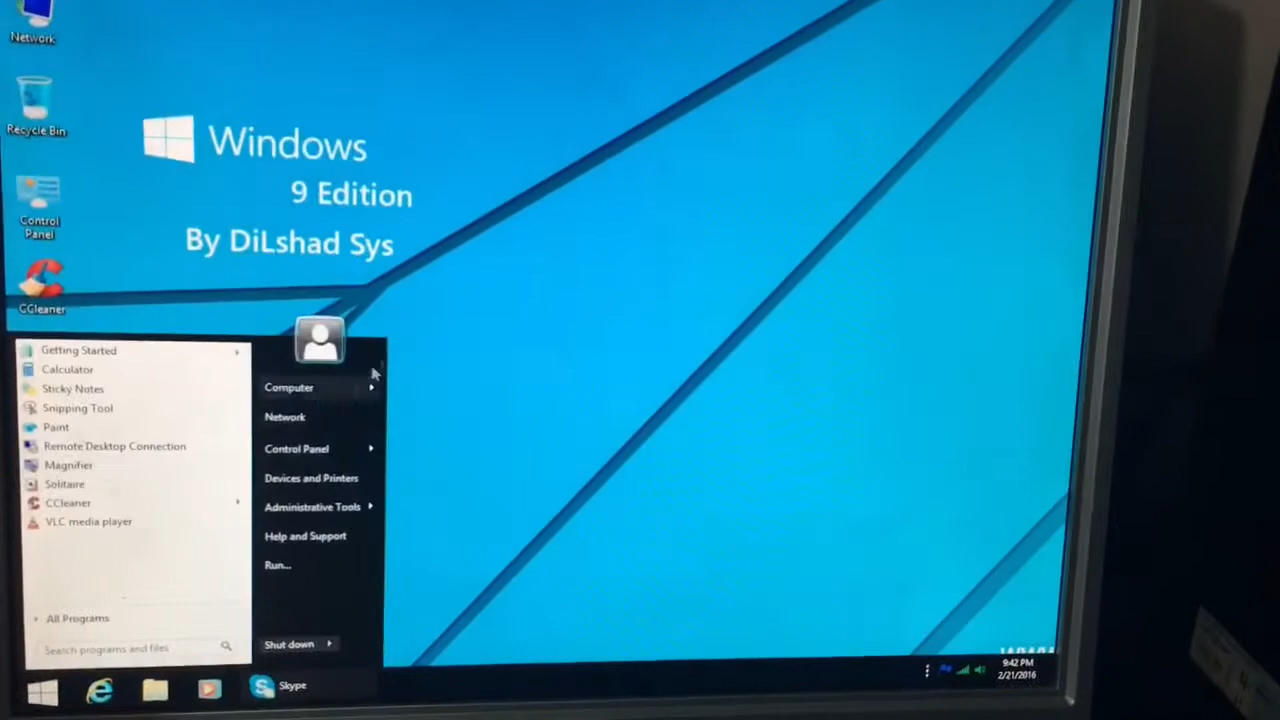 Network
Recycle Bin
Control
Panel
CCleaner
Windows
9 Edition
By DiLshad Sys
Getting Started
Calculator
Sticky Notes
Snipping Tool
Paint
Remote Desktop Connection
Magnifier
Solitaire
CCleaner
VLC media player
All Programs
Search programs and files
Computer
Network
Control Panel
Devices and Printers
Administrative Tools
Help and Support
Run...
Shut down
Skype
9:42 PM
2/21/2016